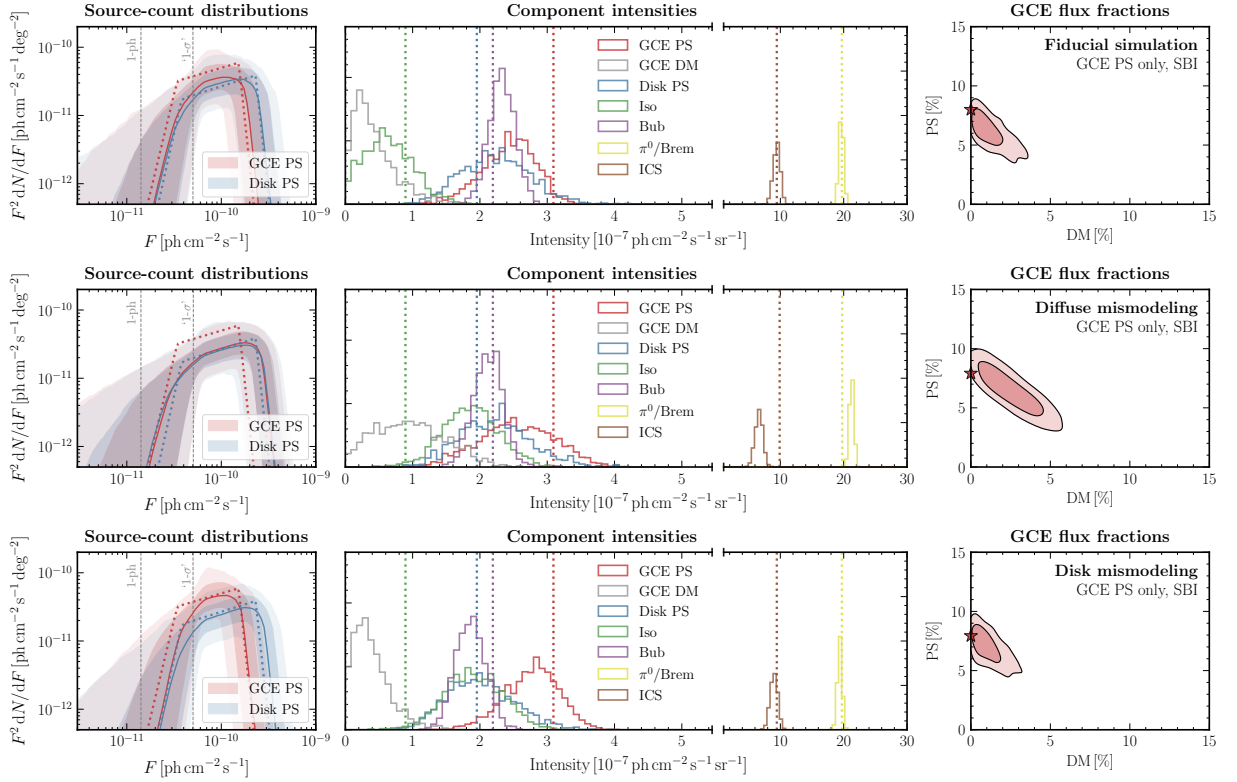 Source-count distributions
Component intensities
GCE flux fractions
F² dN/dF [ph cm⁻² s⁻¹ deg⁻²]
10⁻¹⁰
10⁻¹¹
10⁻¹²
1-ph
'1-σ'
GCE PS
Disk PS
10⁻¹¹ 10⁻¹⁰ 10⁻⁹
F [ph cm⁻² s⁻¹]
GCE PS
GCE DM
Disk PS
Iso
Bub
π⁰/Brem
ICS
0 1 2 3 4 5 10 20 30
Intensity [10⁻⁷ ph cm⁻² s⁻¹ sr⁻¹]
PS [%]
15
10
5
0
Fiducial simulation
GCE PS only, SBI
0 5 10 15
DM [%]
Source-count distributions
Component intensities
GCE flux fractions
F² dN/dF [ph cm⁻² s⁻¹ deg⁻²]
10⁻¹⁰
10⁻¹¹
10⁻¹²
1-ph
'1-σ'
GCE PS
Disk PS
10⁻¹¹ 10⁻¹⁰ 10⁻⁹
F [ph cm⁻² s⁻¹]
GCE PS
GCE DM
Disk PS
Iso
Bub
π⁰/Brem
ICS
0 1 2 3 4 5 10 20 30
Intensity [10⁻⁷ ph cm⁻² s⁻¹ sr⁻¹]
PS [%]
15
10
5
0
Diffuse mismodeling
GCE PS only, SBI
0 5 10 15
DM [%]
Source-count distributions
Component intensities
GCE flux fractions
F² dN/dF [ph cm⁻² s⁻¹ deg⁻²]
10⁻¹⁰
10⁻¹¹
10⁻¹²
1-ph
'1-σ'
GCE PS
Disk PS
10⁻¹¹ 10⁻¹⁰ 10⁻⁹
F [ph cm⁻² s⁻¹]
GCE PS
GCE DM
Disk PS
Iso
Bub
π⁰/Brem
ICS
0 1 2 3 4 5 10 20 30
Intensity [10⁻⁷ ph cm⁻² s⁻¹ sr⁻¹]
PS [%]
15
10
5
0
Disk mismodeling
GCE PS only, SBI
0 5 10 15
DM [%]